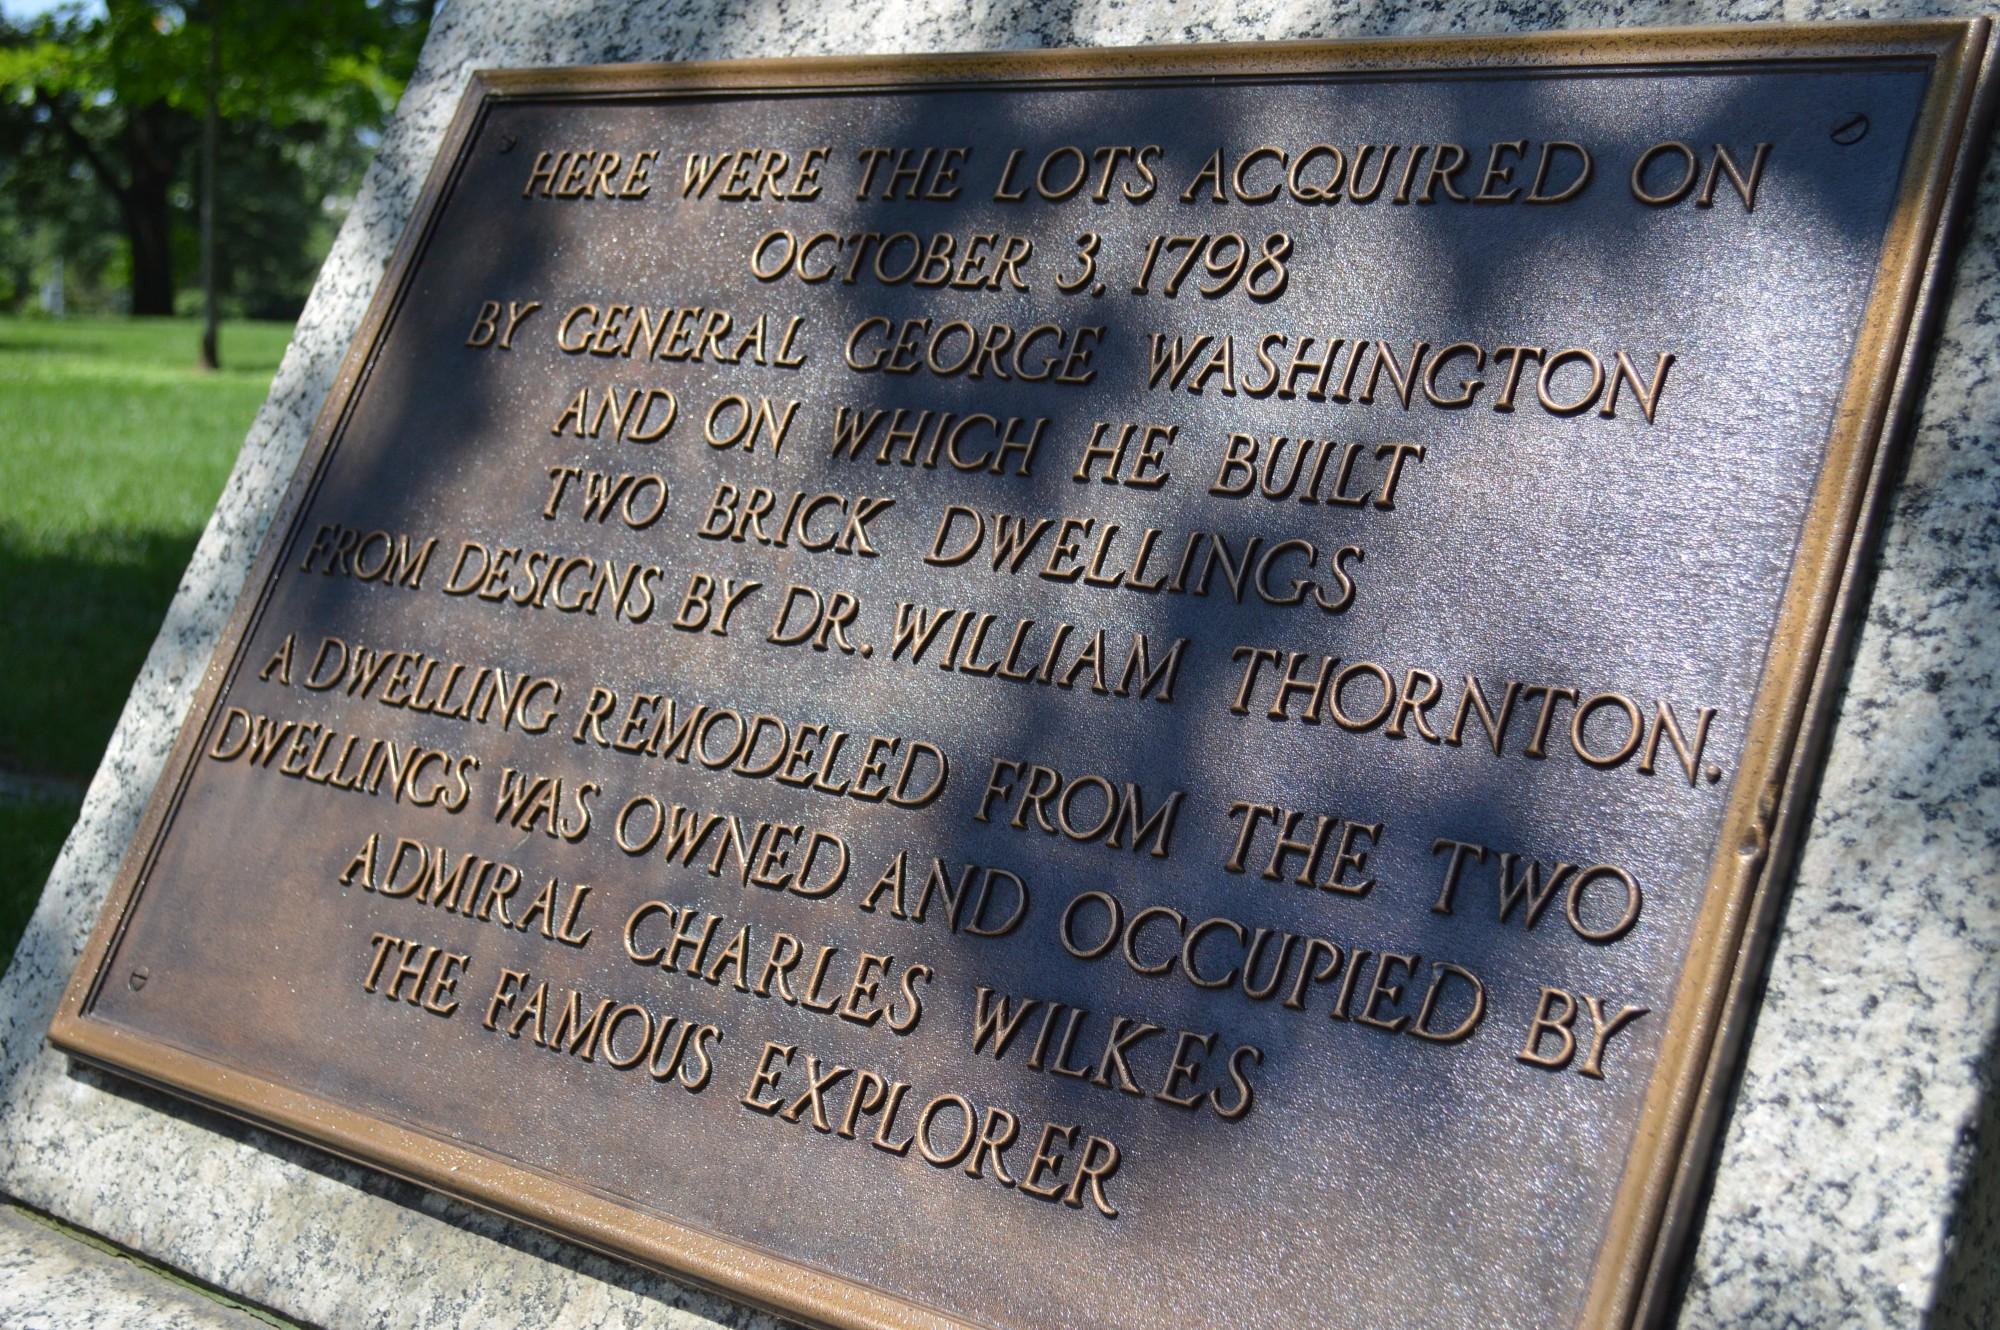 HERE WERE THE LOTS ACQUIRED ON
OCTOBER 3, 1798
BY GENERAL GEORGE WASHINGTON
AND ON WHICH HE BUILT
TWO BRICK DWELLINGS
FROM DESIGNS BY DR. WILLIAM THORNTON.
A DWELLING REMODELED FROM THE TWO
DWELLINGS WAS OWNED AND OCCUPIED BY
ADMIRAL CHARLES WILKES
THE FAMOUS EXPLORER